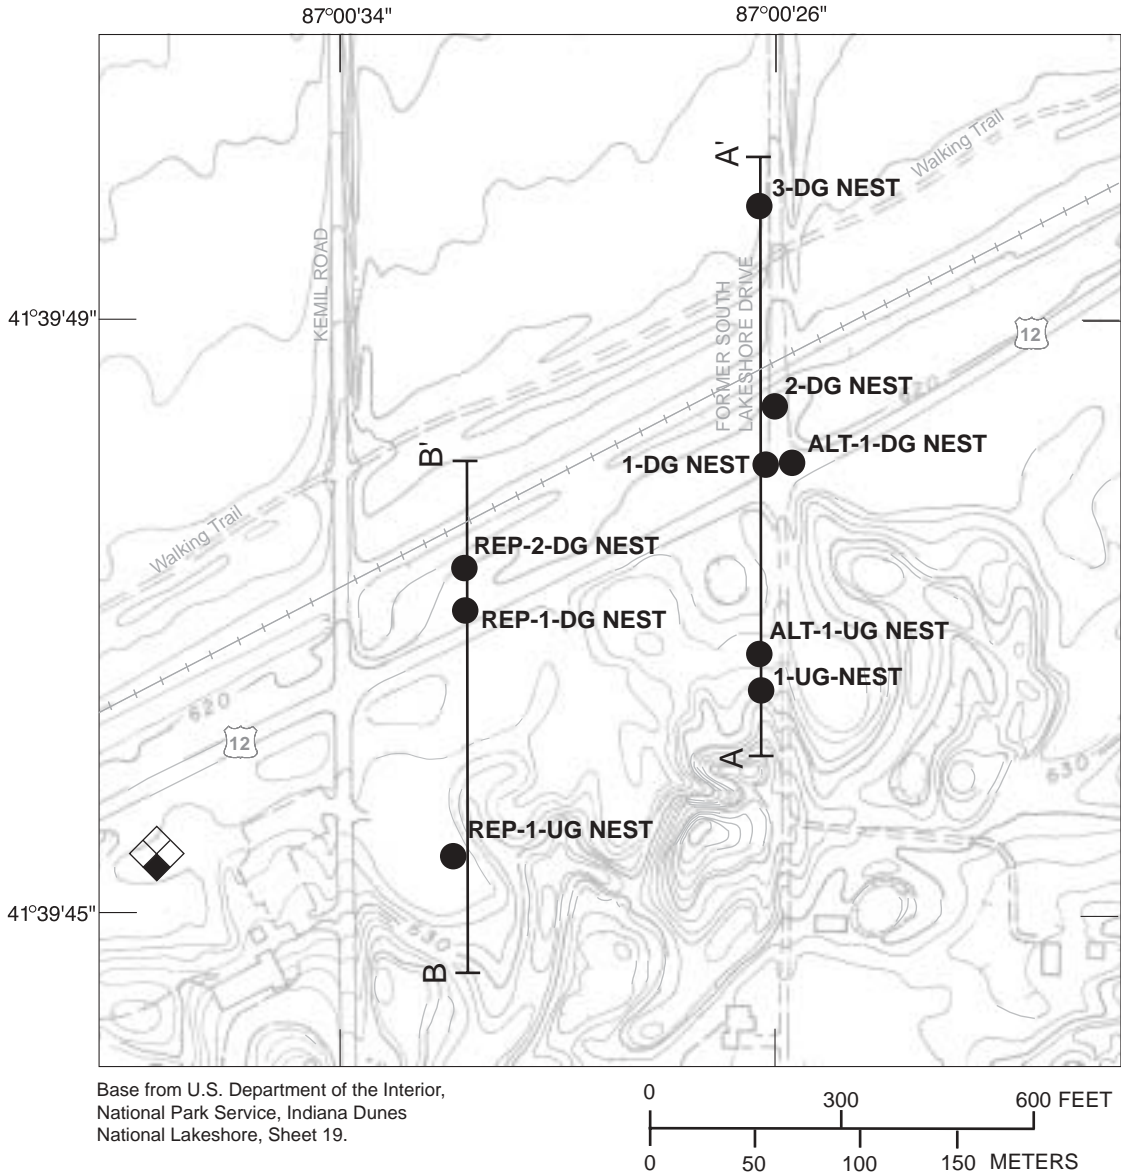 87°00'34"
87°00'26"
A'
3-DG NEST
Walking Trail
KEMIL ROAD
FORMER SOUTH
LAKESHORE DRIVE
41°39'49"
12
2-DG NEST
620
ALT-1-DG NEST
1-DG NEST
B'
Walking Trail
REP-2-DG NEST
REP-1-DG NEST
ALT-1-UG NEST
1-UG-NEST
620
12
A
630
REP-1-UG NEST
41°39'45"
630
B
Base from U.S. Department of the Interior,
National Park Service, Indiana Dunes
National Lakeshore, Sheet 19.
0 300 600 FEET
0 50 100 150 METERS